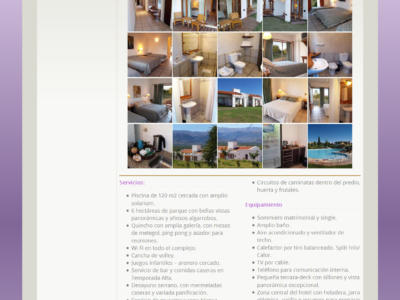 Servicios:
• Piscina de 120 m2 cercada con amplio
solarium.
• 6 hectáreas de parque con bellas vistas
panorámicas y añosos algarrobos.
• Quincho con amplia galería, con mesas
de metegol, ping pong y asador para
reuniones.
• Wi Fi en todo el complejo.
• Cancha de volley.
• Juegos infantiles - arenero cercado.
• Servicio de bar y comidas caseras en
Temporada Alta.
• Desayuno serrano, con mermeladas
caseras y variada panificación.
• Circuitos de caminatas dentro del predio,
huerta y frutales.
Equipamiento
• Sommiers matrimonial y single.
• Amplio baño.
• Aire acondicionado y ventilador de
techo.
• Calefactor por tiro balanceado. Split frío/
Calor.
• TV por cable.
• Teléfono para comunicación interna.
• Pequeña terraza-deck con sillones y vista
panorámica excepcional.
• Zona central del hotel con heladera, jarra